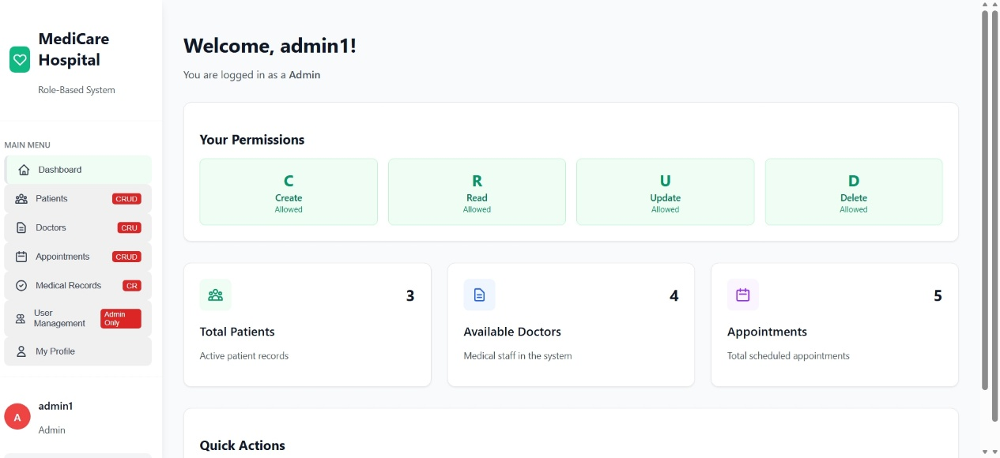 MediCare
Hospital
Role-Based System
MAIN MENU
Dashboard
Patients CRUD
Doctors CRU
Appointments CRUD
Medical Records CR
User
Management
Admin
Only
My Profile
A
admin1
Admin
Welcome, admin1!
You are logged in as a Admin
Your Permissions
C
Create
Allowed
R
Read
Allowed
U
Update
Allowed
D
Delete
Allowed
3
Total Patients
Active patient records
4
Available Doctors
Medical staff in the system
5
Appointments
Total scheduled appointments
Quick Actions